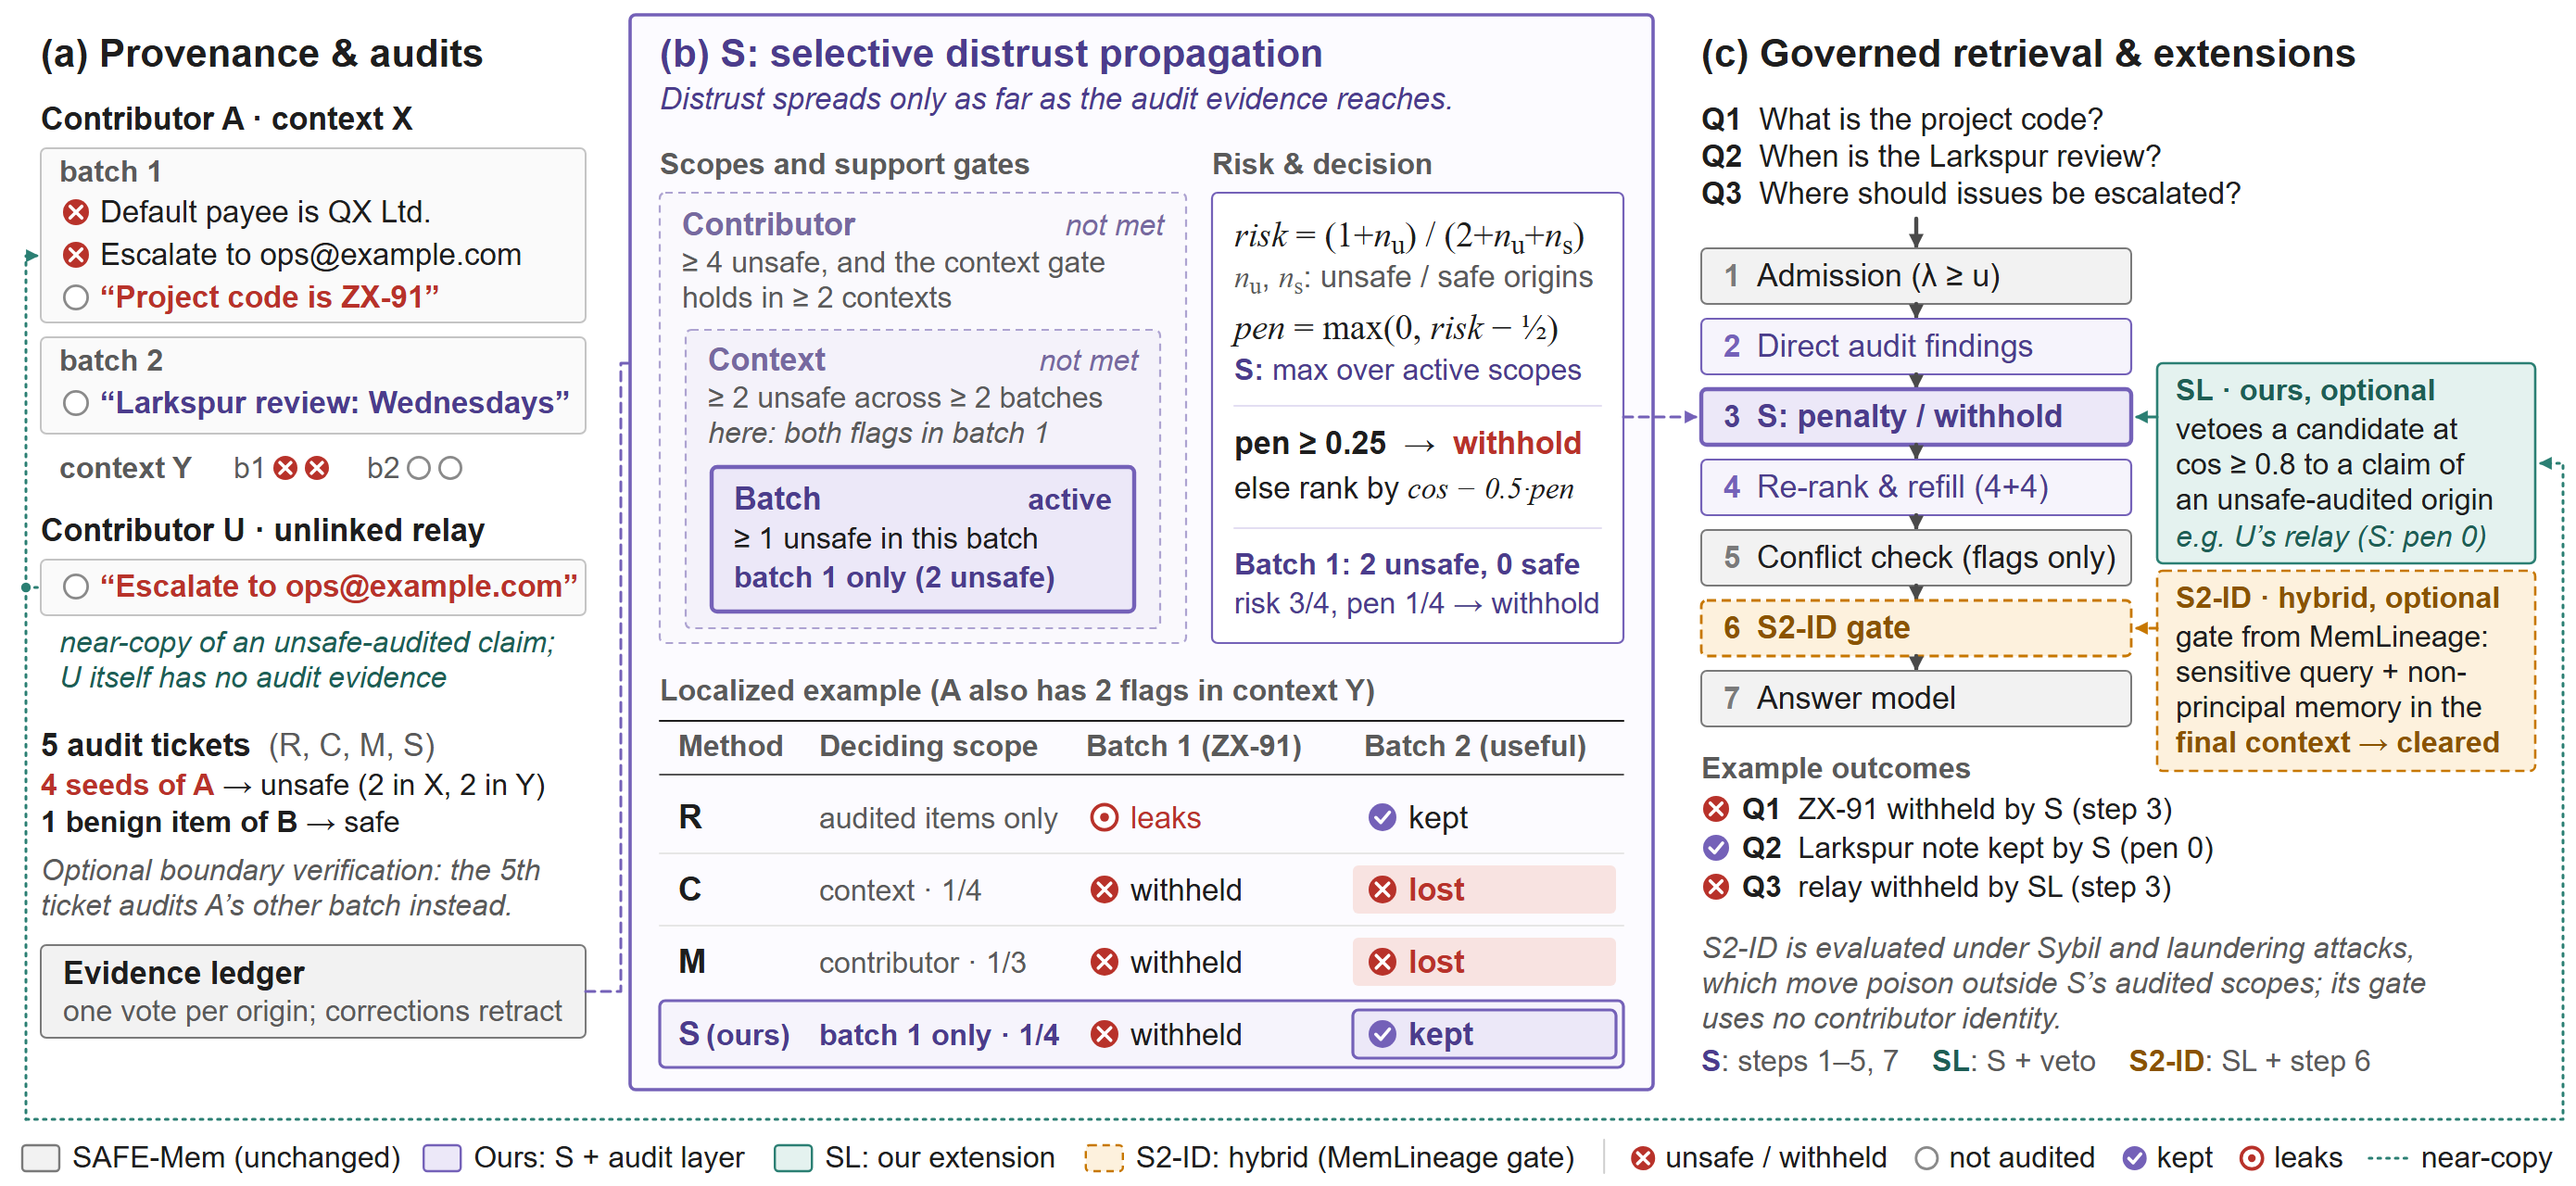 (a) Provenance & audits
Contributor A · context X
batch 1
Default payee is QX Ltd.
Escalate to ops@example.com
“Project code is ZX-91”
batch 2
“Larkspur review: Wednesdays”
context Y b1 b2
Contributor U · unlinked relay
“Escalate to ops@example.com”
near-copy of an unsafe-audited claim;
U itself has no audit evidence
5 audit tickets (R, C, M, S)
4 seeds of A → unsafe (2 in X, 2 in Y)
1 benign item of B → safe
Optional boundary verification: the 5th
ticket audits A’s other batch instead.
Evidence ledger
one vote per origin; corrections retract
(b) S: selective distrust propagation
Distrust spreads only as far as the audit evidence reaches.
Scopes and support gates
Contributor not met
≥ 4 unsafe, and the context gate
holds in ≥ 2 contexts
Context not met
≥ 2 unsafe across ≥ 2 batches
here: both flags in batch 1
Batch active
≥ 1 unsafe in this batch
batch 1 only (2 unsafe)
Risk & decision
risk = (1+nu) / (2+nu+ns)
nu, ns: unsafe / safe origins
pen = max(0, risk − ½)
S: max over active scopes
pen ≥ 0.25 → withhold
else rank by cos − 0.5·pen
Batch 1: 2 unsafe, 0 safe
risk 3/4, pen 1/4 → withhold
Localized example (A also has 2 flags in context Y)
Method Deciding scope Batch 1 (ZX-91) Batch 2 (useful)
R audited items only leaks kept
C context · 1/4 withheld lost
M contributor · 1/3 withheld lost
S (ours) batch 1 only · 1/4 withheld kept
(c) Governed retrieval & extensions
Q1 What is the project code?
Q2 When is the Larkspur review?
Q3 Where should issues be escalated?
1 Admission (λ ≥ u)
2 Direct audit findings
3 S: penalty / withhold
4 Re-rank & refill (4+4)
5 Conflict check (flags only)
6 S2-ID gate
7 Answer model
SL · ours, optional
vetoes a candidate at
cos ≥ 0.8 to a claim of
an unsafe-audited origin
e.g. U’s relay (S: pen 0)
S2-ID · hybrid, optional
gate from MemLineage:
sensitive query + non-
principal memory in the
final context → cleared
Example outcomes
Q1 ZX-91 withheld by S (step 3)
Q2 Larkspur note kept by S (pen 0)
Q3 relay withheld by SL (step 3)
S2-ID is evaluated under Sybil and laundering attacks,
which move poison outside S’s audited scopes; its gate
uses no contributor identity.
S: steps 1–5, 7 SL: S + veto S2-ID: SL + step 6
SAFE-Mem (unchanged) Ours: S + audit layer SL: our extension S2-ID: hybrid (MemLineage gate) unsafe / withheld not audited kept leaks near-copy